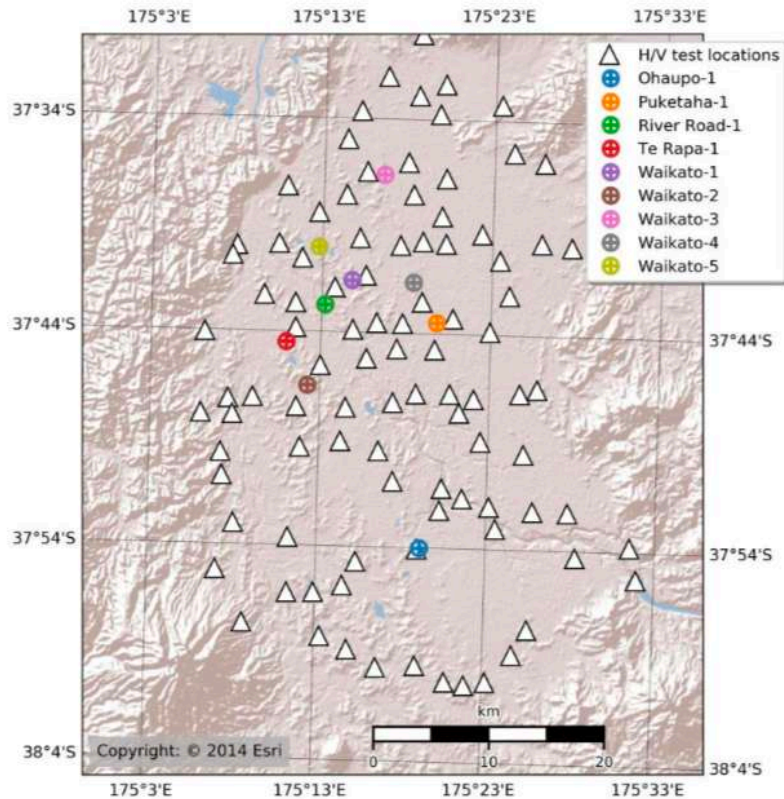 175°3'E 175°13'E 175°23'E 175°33'E
H/V test locations
Ohaupo-1
Puketaha-1
River Road-1
Te Rapa-1
Waikato-1
Waikato-2
Waikato-3
Waikato-4
Waikato-5
37°34'S
37°44'S
37°44'S
37°54'S
37°54'S
km
0 10 20
Copyright: © 2014 Esri
38°4'S
38°4'S
175°3'E 175°13'E 175°23'E 175°33'E